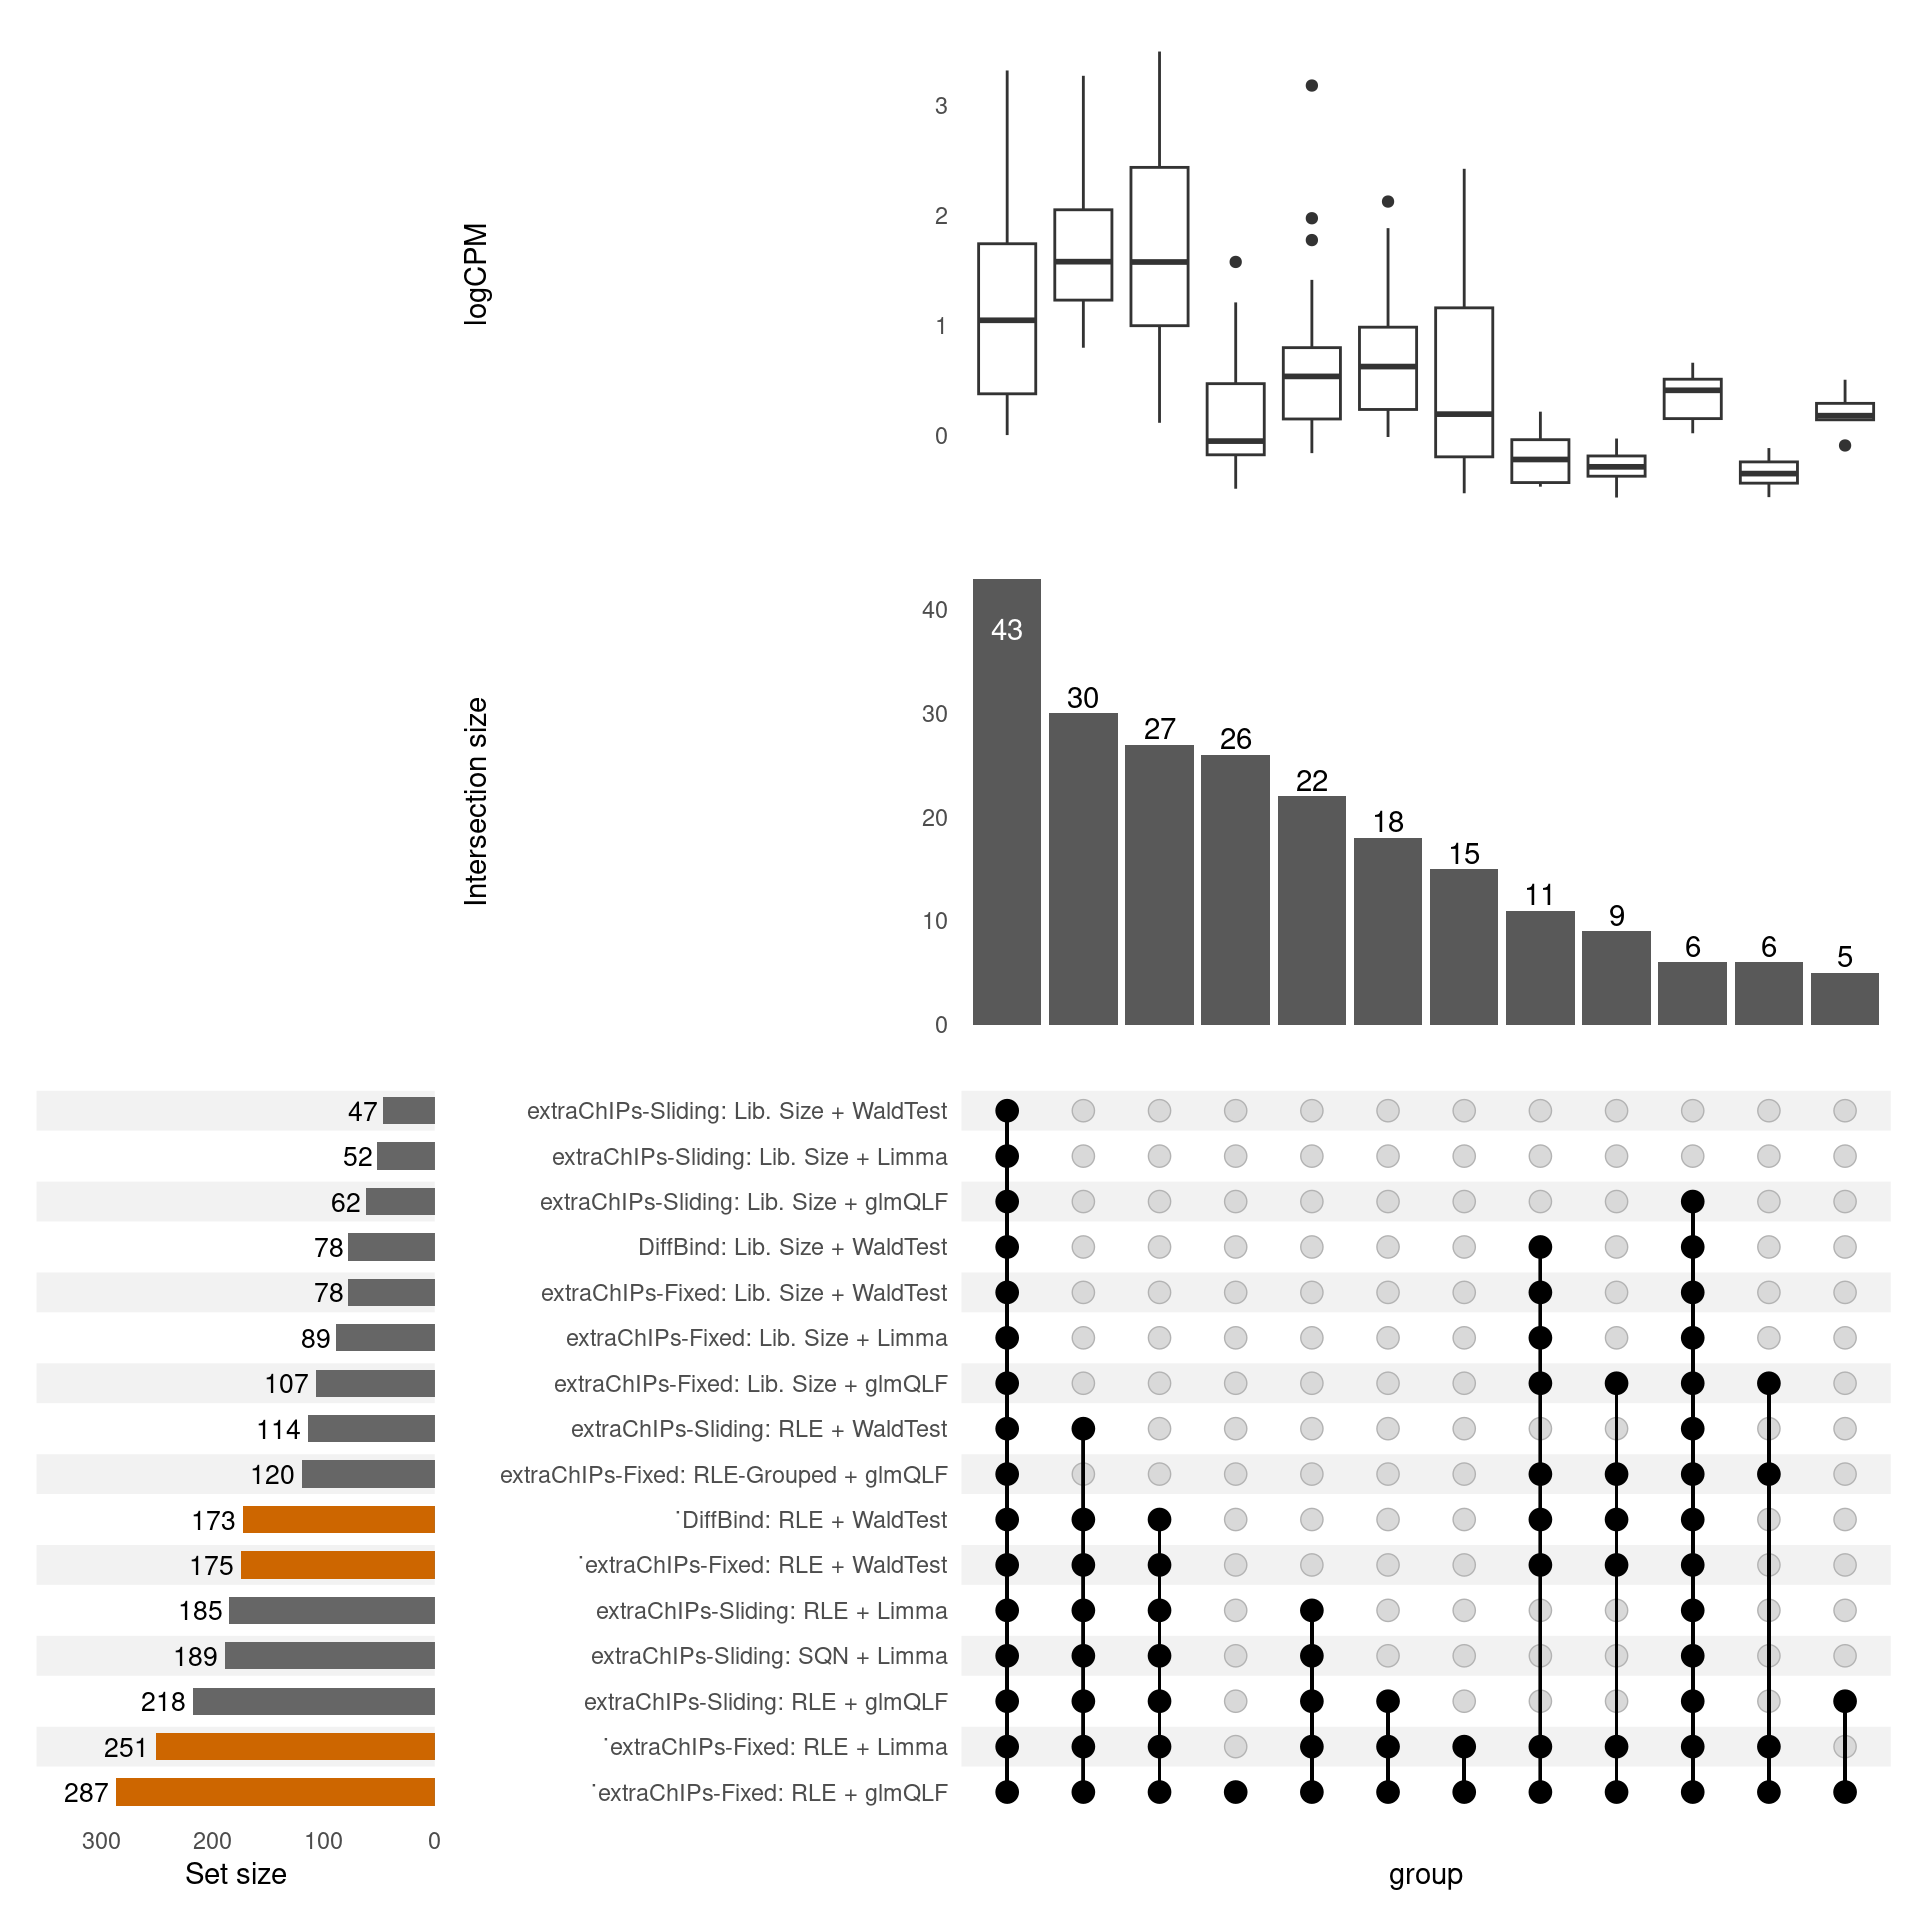 3
2
1
0
logCPM
40
30
20
10
0
Intersection size
43
30
27
26
22
18
15
11
9
6
6
5
47 extraChIPs-Sliding: Lib. Size + WaldTest
52 extraChIPs-Sliding: Lib. Size + Limma
62 extraChIPs-Sliding: Lib. Size + glmQLF
78 DiffBind: Lib. Size + WaldTest
78 extraChIPs-Fixed: Lib. Size + WaldTest
89 extraChIPs-Fixed: Lib. Size + Limma
107 extraChIPs-Fixed: Lib. Size + glmQLF
114 extraChIPs-Sliding: RLE + WaldTest
120 extraChIPs-Fixed: RLE-Grouped + glmQLF
173 ˙DiffBind: RLE + WaldTest
175 ˙extraChIPs-Fixed: RLE + WaldTest
185 extraChIPs-Sliding: RLE + Limma
189 extraChIPs-Sliding: SQN + Limma
218 extraChIPs-Sliding: RLE + glmQLF
251 ˙extraChIPs-Fixed: RLE + Limma
287 ˙extraChIPs-Fixed: RLE + glmQLF
300 200 100 0
Set size
group